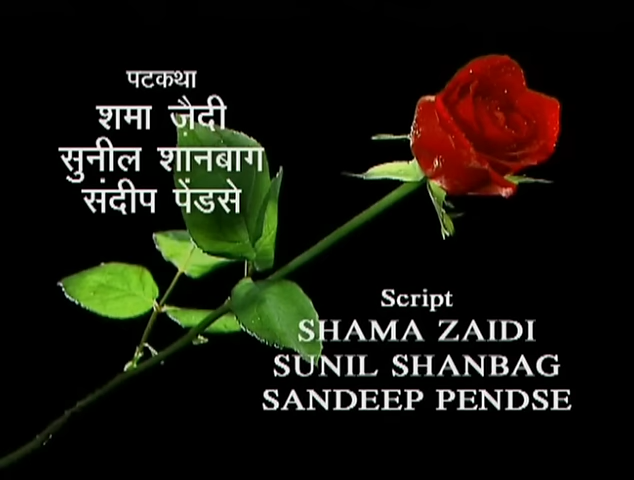 पटकथा
शमा ज़ैदी
सुनील शानबाग
संदीप पेंडसे
Script
SHAMA ZAIDI
SUNIL SHANBAG
SANDEEP PENDSE